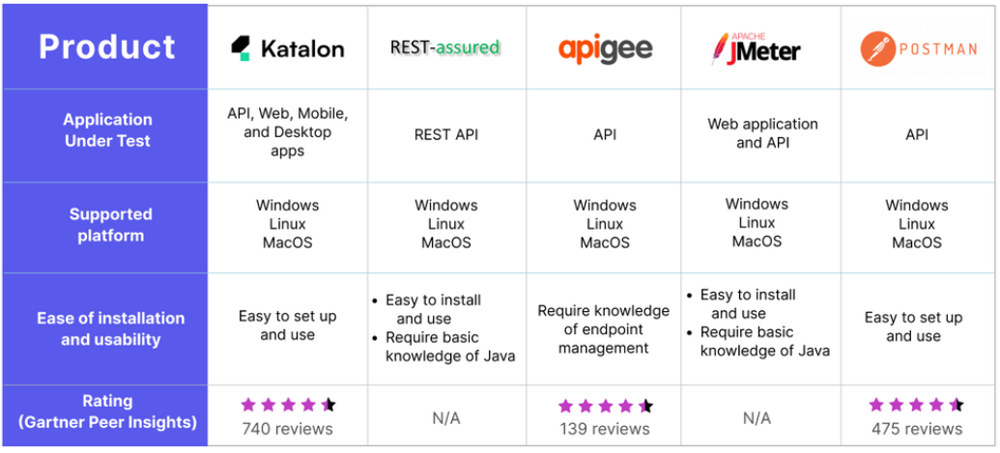 Product
Katalon
REST-assured
apigee
APACHE
JMeter
POSTMAN
Application
Under Test
API, Web, Mobile,
and Desktop
apps
REST API
API
Web application
and API
API
Supported
platform
Windows
Linux
MacOS
Windows
Linux
MacOS
Windows
Linux
MacOS
Windows
Linux
MacOS
Windows
Linux
MacOS
Ease of installation
and usability
Easy to set up
and use
• Easy to install
and use
• Require basic
knowledge of Java
Require knowledge
of endpoint
management
• Easy to install
and use
• Require basic
knowledge of Java
Easy to set up
and use
Rating
(Gartner Peer Insights)
740 reviews
N/A
139 reviews
N/A
475 reviews